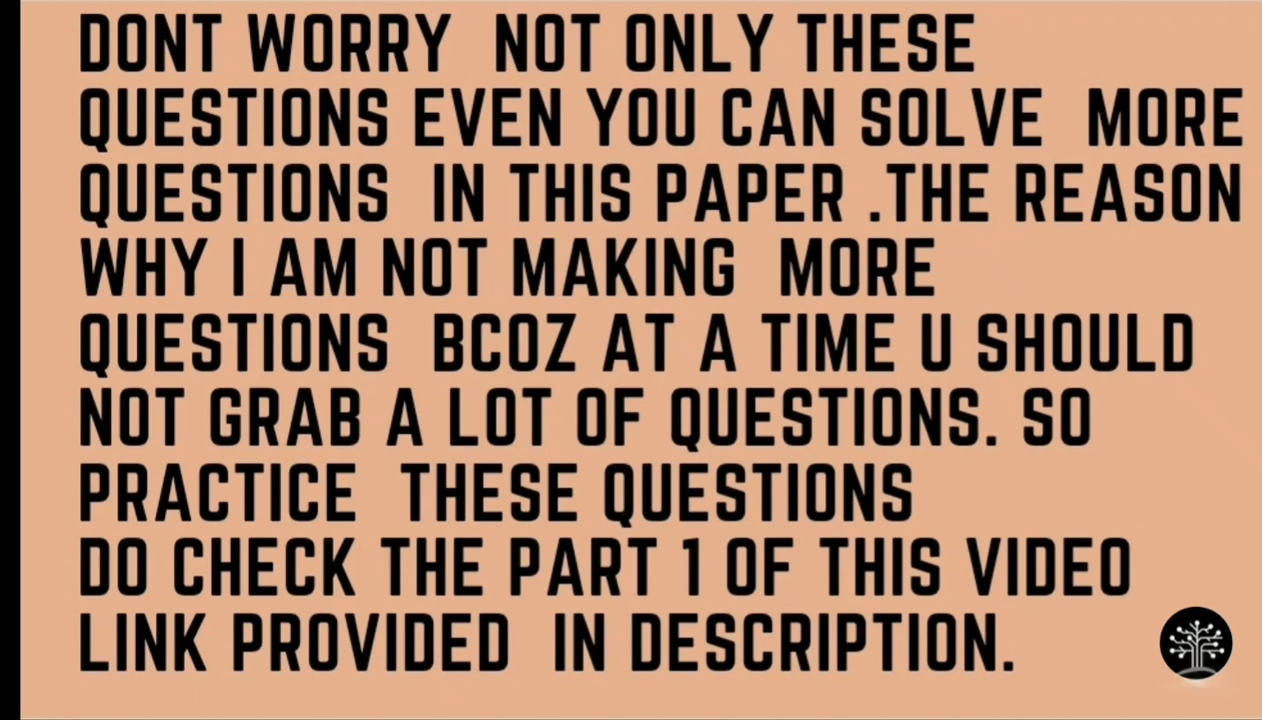 DONT WORRY NOT ONLY THESE
QUESTIONS EVEN YOU CAN SOLVE MORE
QUESTIONS IN THIS PAPER .THE REASON
WHY I AM NOT MAKING MORE
QUESTIONS BCOZ AT A TIME U SHOULD
NOT GRAB A LOT OF QUESTIONS. SO
PRACTICE THESE QUESTIONS
DO CHECK THE PART 1 OF THIS VIDEO
LINK PROVIDED IN DESCRIPTION.